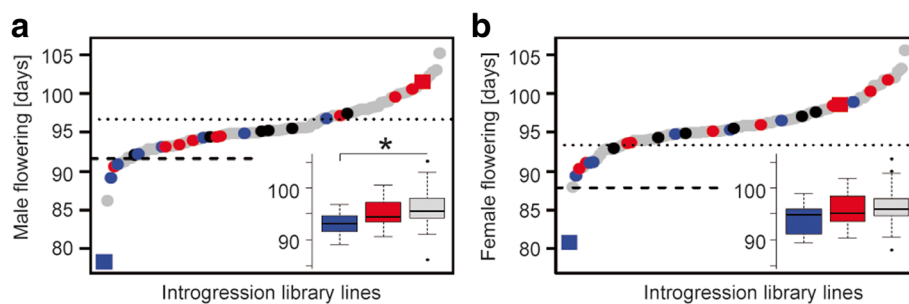 a
b
Male flowering [days]
105
100
95
90
85
80
*
100
90
Introgression library lines
Female flowering [days]
105
100
95
90
85
80
100
90
Introgression library lines